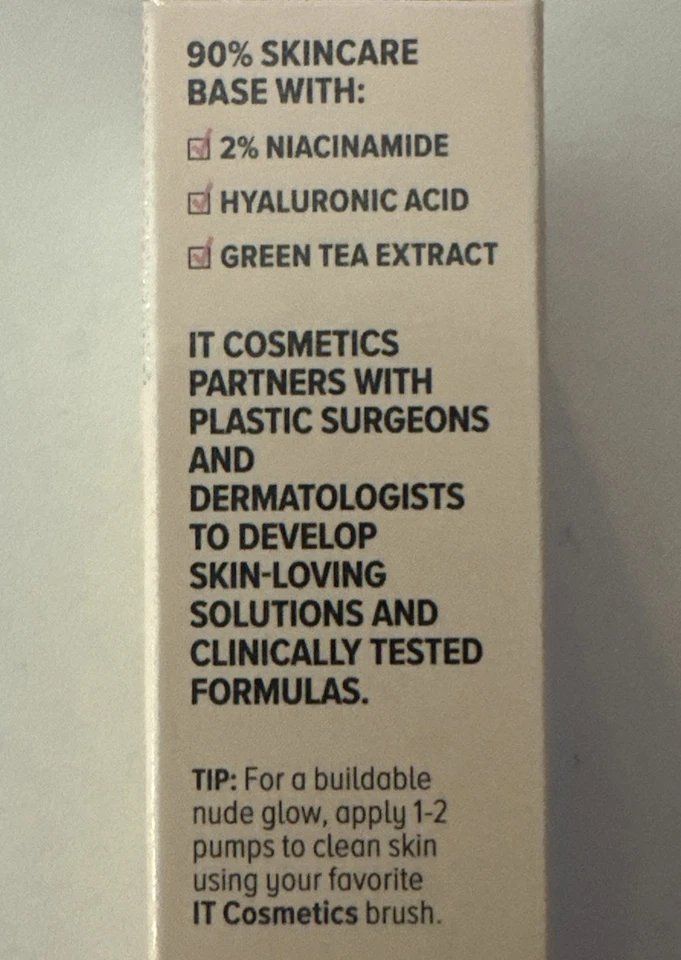 90% SKINCARE
BASE WITH:
2% NIACINAMIDE
HYALURONIC ACID
GREEN TEA EXTRACT
IT COSMETICS
PARTNERS WITH
PLASTIC SURGEONS
AND
DERMATOLOGISTS
TO DEVELOP
SKIN-LOVING
SOLUTIONS AND
CLINICALLY TESTED
FORMULAS.
TIP: For a buildable
nude glow, apply 1-2
pumps to clean skin
using your favorite
IT Cosmetics brush.